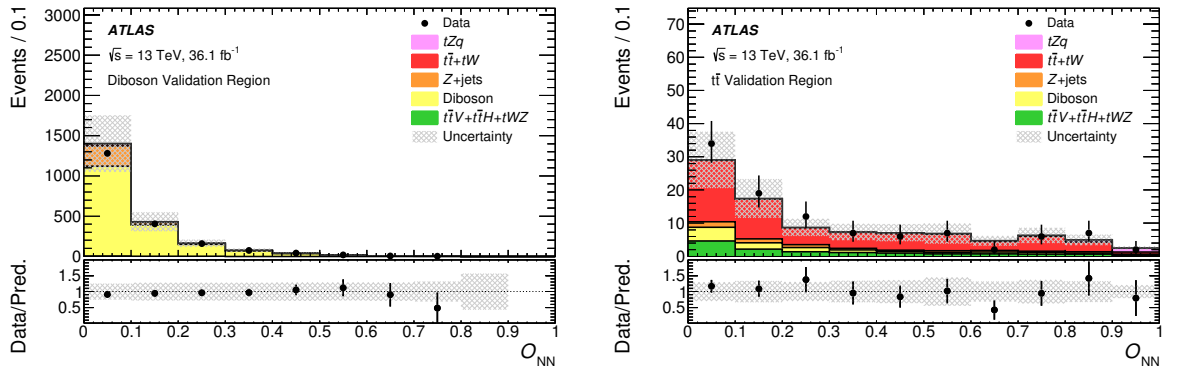 Events / 0.1
3000
2500
2000
1500
1000
500
0
ATLAS
√s = 13 TeV, 36.1 fb⁻¹
Diboson Validation Region
Data
tZq
tt̄+tW
Z+jets
Diboson
tt̄V+tt̄H+tWZ
Uncertainty
Data/Pred.
1.5
1
0.5
0 0.1 0.2 0.3 0.4 0.5 0.6 0.7 0.8 0.9 1
O_NN
Events / 0.1
70
60
50
40
30
20
10
0
ATLAS
√s = 13 TeV, 36.1 fb⁻¹
tt̄ Validation Region
Data
tZq
tt̄+tW
Z+jets
Diboson
tt̄V+tt̄H+tWZ
Uncertainty
Data/Pred.
1.5
1
0.5
0 0.1 0.2 0.3 0.4 0.5 0.6 0.7 0.8 0.9 1
O_NN